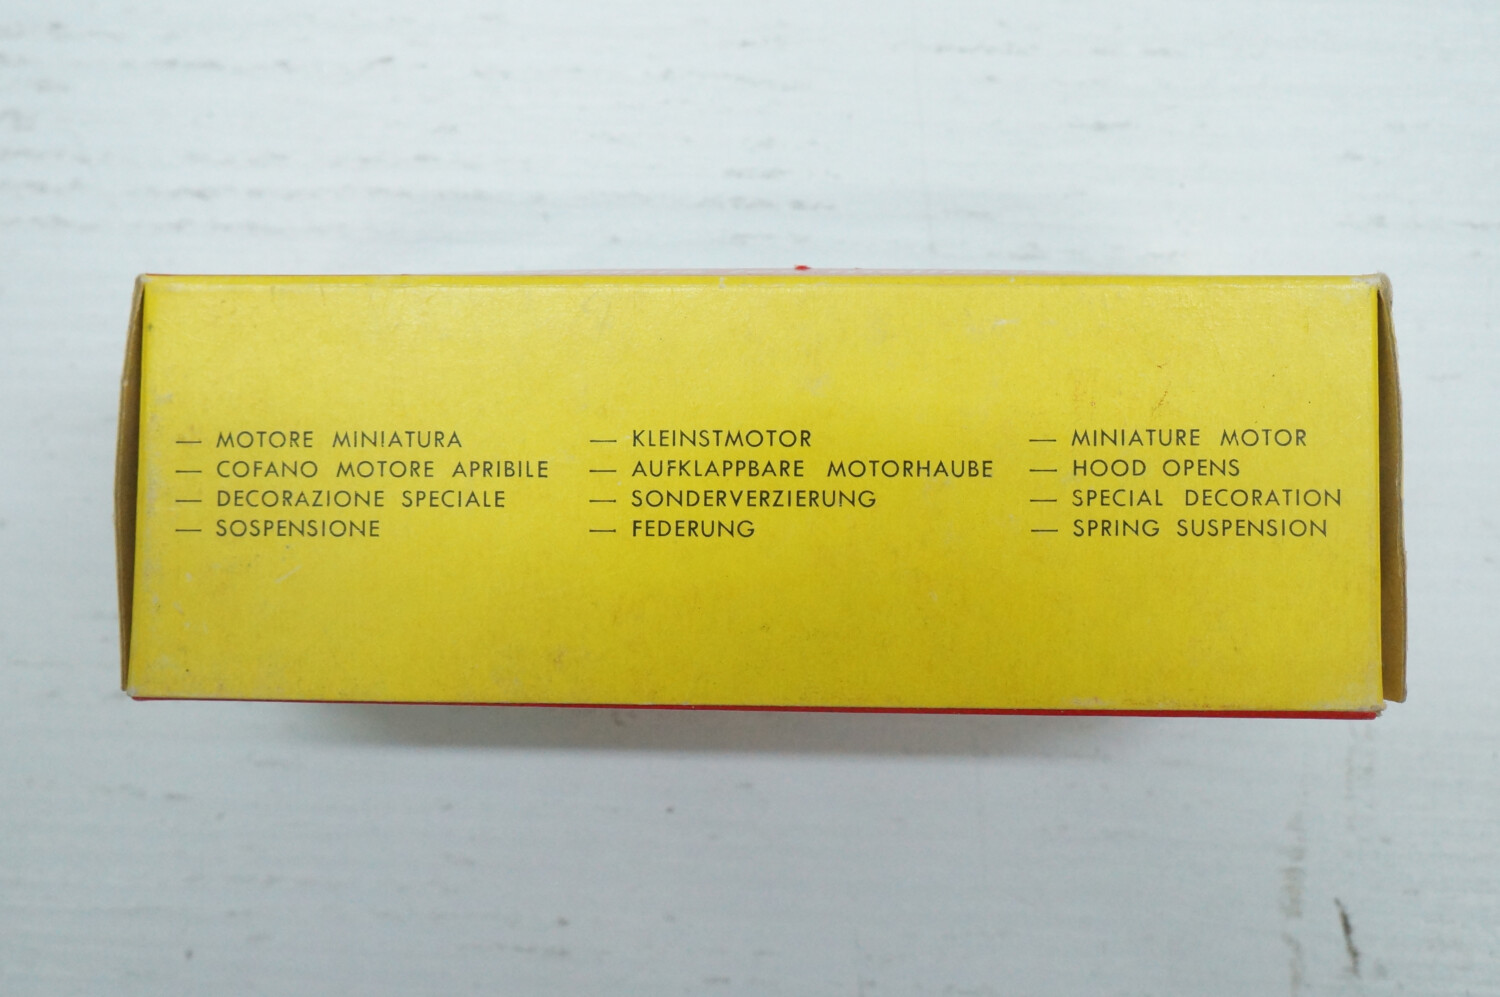 — MOTORE MINIATURA
— COFANO MOTORE APRIBILE
— DECORAZIONE SPECIALE
— SOSPENSIONE
— KLEINSTMOTOR
— AUFKLAPPBARE MOTORHAUBE
— SONDERVERZIERUNG
— FEDERUNG
— MINIATURE MOTOR
— HOOD OPENS
— SPECIAL DECORATION
— SPRING SUSPENSION